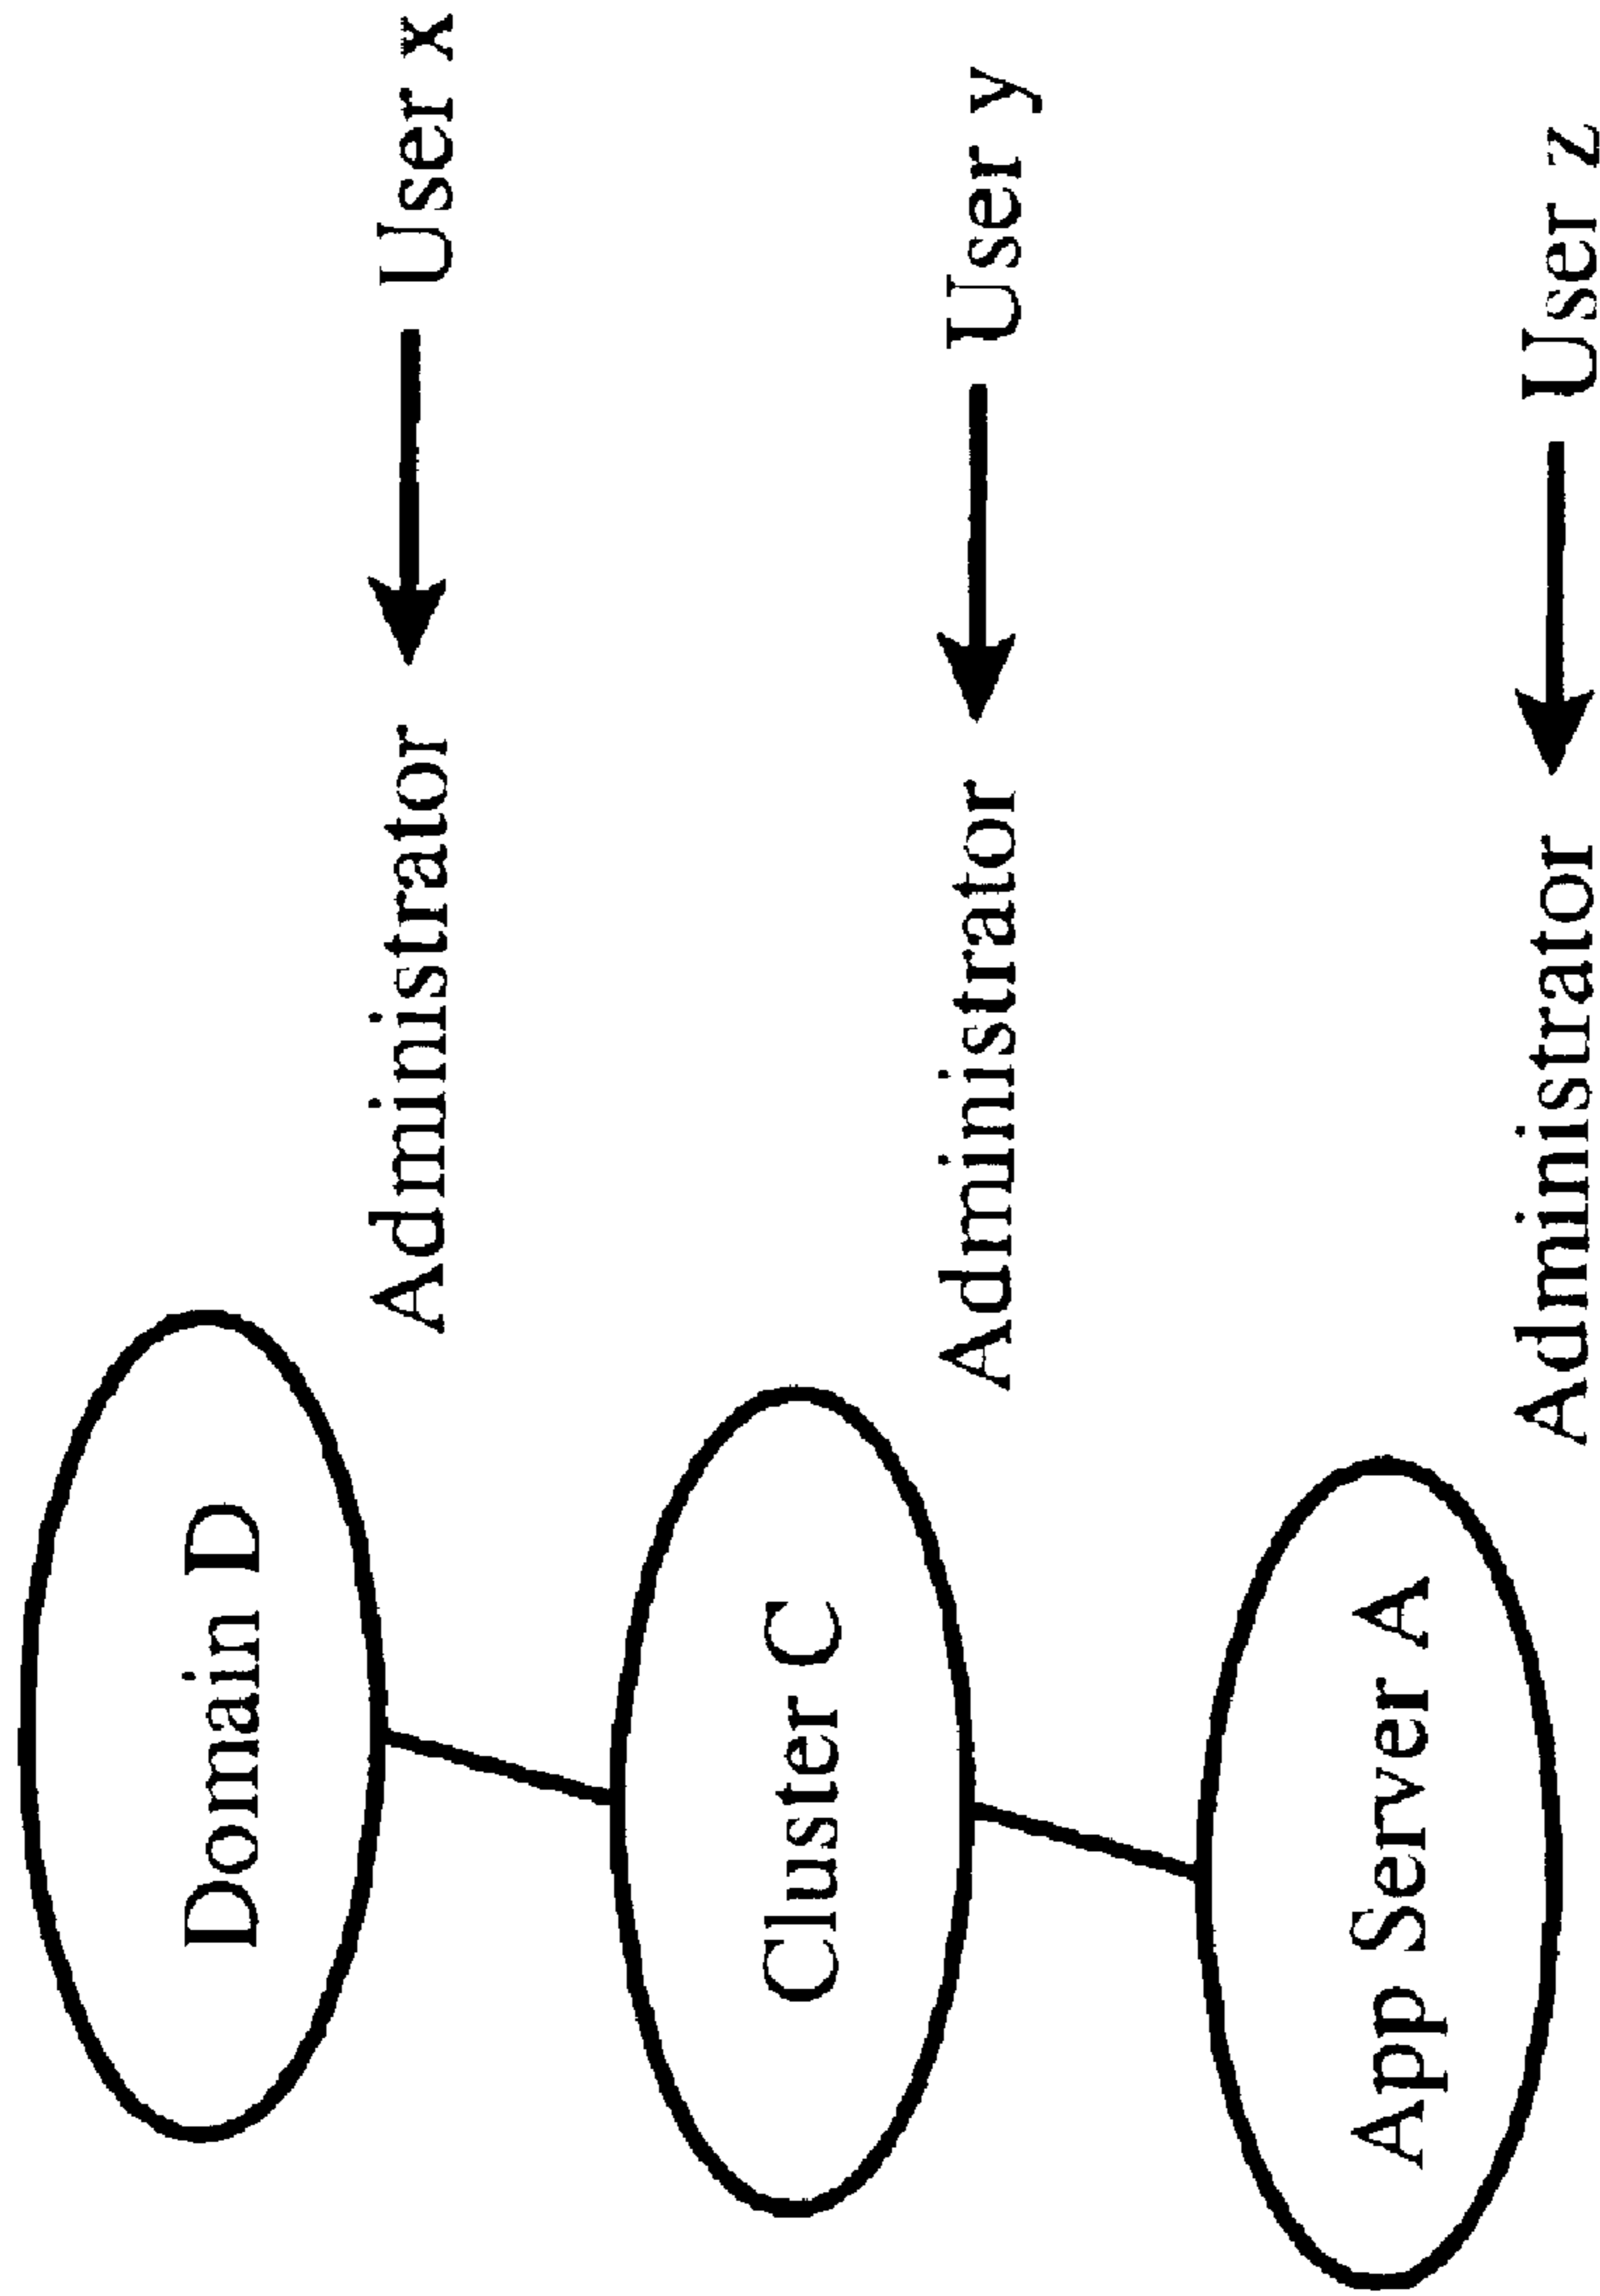 Domain D
Administrator
User x
Cluster C
Administrator
User y
App Server A
Administrator
User z